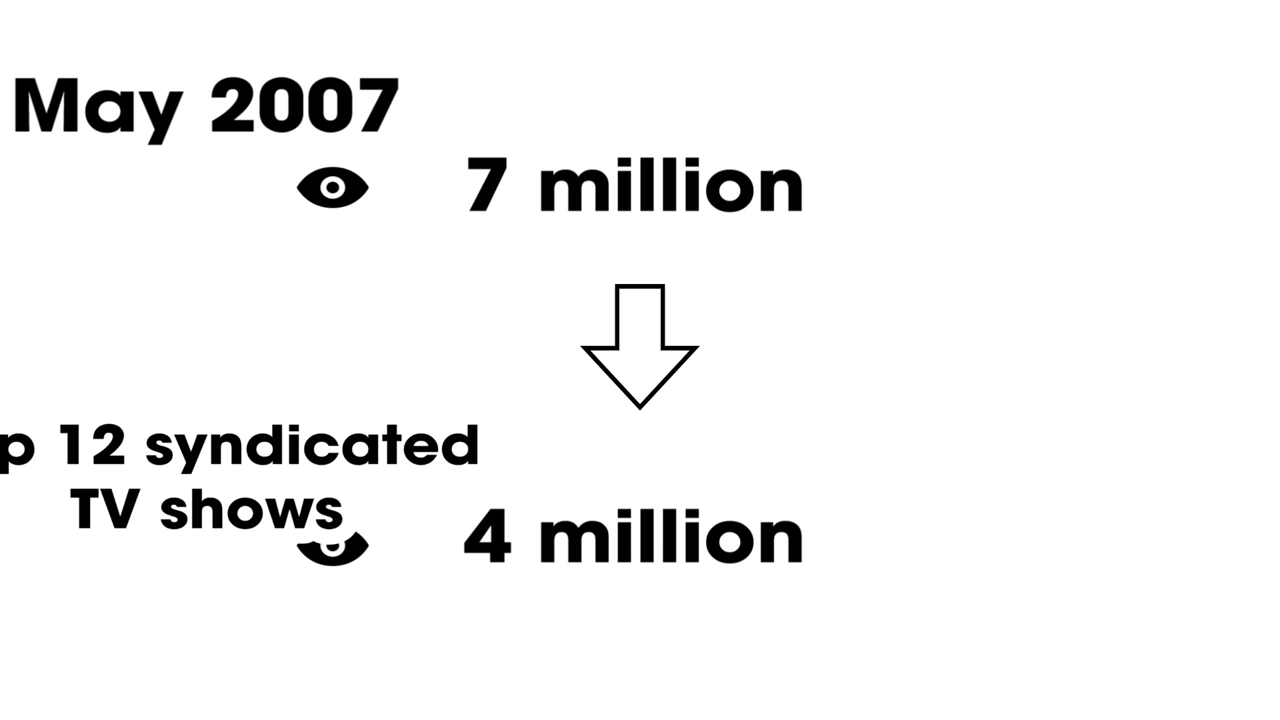 May 2007
7 million
p 12 syndicated
TV shows
4 million